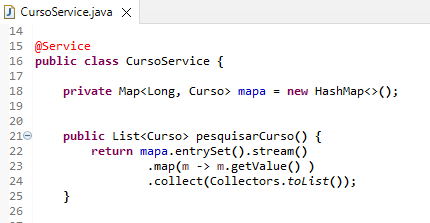 CursoService.java
14
15 @Service
16 public class CursoService {
17
18     private Map<Long, Curso> mapa = new HashMap<>();
19
20
21     public List<Curso> pesquisarCurso() {
22         return mapa.entrySet().stream()
23                 .map(m -> m.getValue() )
24                 .collect(Collectors.toList());
25     }
26